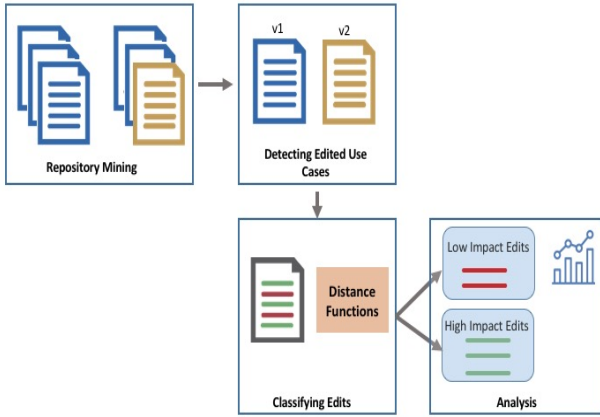 v1
v2
Repository Mining
Detecting Edited Use
Cases
Distance
Functions
Classifying Edits
Low Impact Edits
High Impact Edits
Analysis